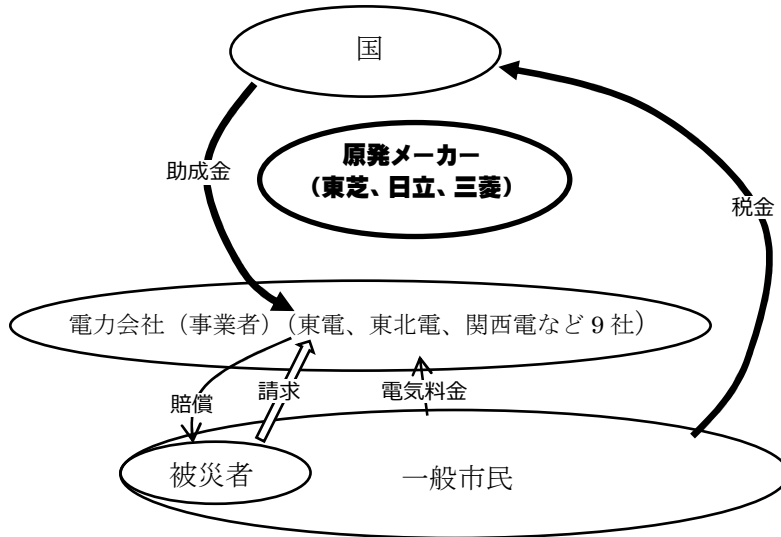 国
原発メーカー
（東芝、日立、三菱）
助成金
税金
電力会社（事業者）（東電、東北電、関西電など 9 社）
賠償
請求
電気料金
被災者
一般市民